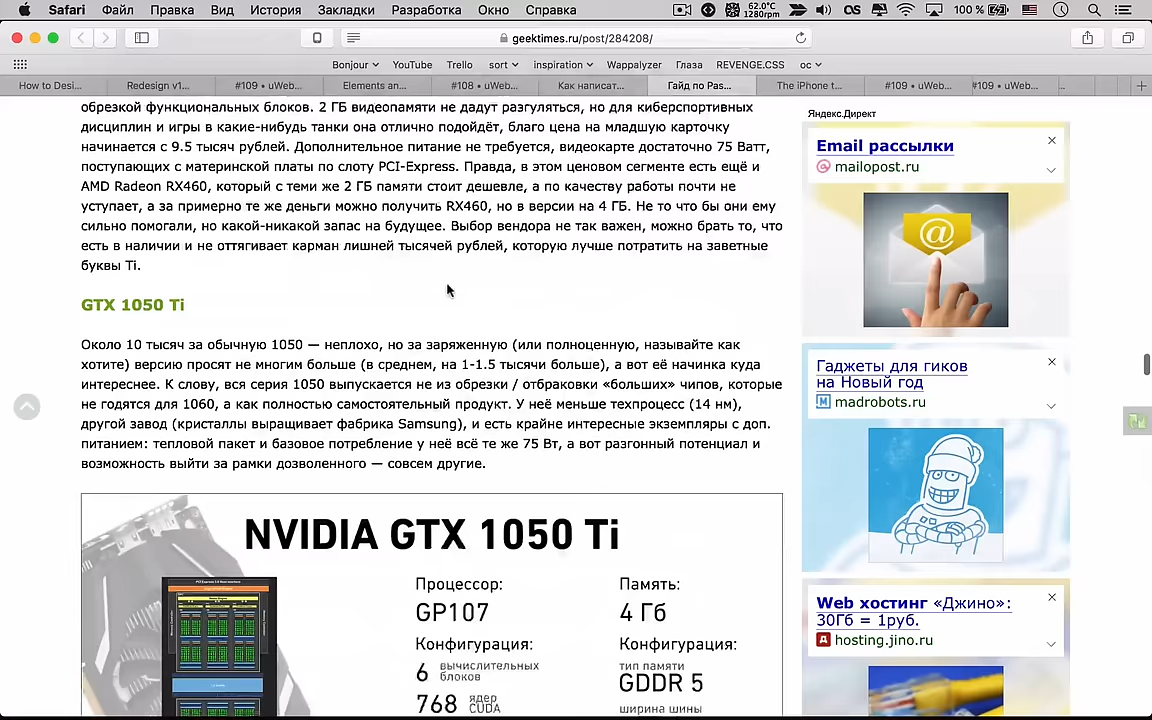 Safari Файл Правка Вид История Закладки Разработка Окно Справка 62.0°C 1280rpm 100 %
geektimes.ru/post/284208/
Bonjour YouTube Trello sort inspiration Wappalyzer Глаза REVENGE.CSS ос
How to Desi... Redesign v1... #109 • uWeb... Elements an... #108 • uWeb... Как написат... Гайд по Pas... The iPhone t... #109 • uWeb... #109 • uWeb...
обрезкой функциональных блоков. 2 ГБ видеопамяти не дадут разгуляться, но для киберспортивных
дисциплин и игры в какие-нибудь танки она отлично подойдёт, благо цена на младшую карточку
начинается с 9.5 тысяч рублей. Дополнительное питание не требуется, видеокарте достаточно 75 Ватт,
поступающих с материнской платы по слоту PCI-Express. Правда, в этом ценовом сегменте есть ещё и
AMD Radeon RX460, который с теми же 2 ГБ памяти стоит дешевле, а по качеству работы почти не
уступает, а за примерно те же деньги можно получить RX460, но в версии на 4 ГБ. Не то что бы они ему
сильно помогали, но какой-никакой запас на будущее. Выбор вендора не так важен, можно брать то, что
есть в наличии и не оттягивает карман лишней тысячей рублей, которую лучше потратить на заветные
буквы Ti.
GTX 1050 Ti
Около 10 тысяч за обычную 1050 — неплохо, но за заряженную (или полноценную, называйте как
хотите) версию просят не многим больше (в среднем, на 1-1.5 тысячи больше), а вот её начинка куда
интереснее. К слову, вся серия 1050 выпускается не из обрезки / отбраковки «больших» чипов, которые
не годятся для 1060, а как полностью самостоятельный продукт. У неё меньше техпроцесс (14 нм),
другой завод (кристаллы выращивает фабрика Samsung), и есть крайне интересные экземпляры с доп.
питанием: тепловой пакет и базовое потребление у неё всё те же 75 Вт, а вот разгонный потенциал и
возможность выйти за рамки дозволенного — совсем другие.
NVIDIA GTX 1050 Ti
Процессор:
GP107
Конфигурация:
6 вычислительных блоков
768 ядер CUDA
Память:
4 Гб
Конфигурация:
тип памяти
GDDR 5
ширина шины
Яндекс.Директ
Email рассылки
mailopost.ru
@
Гаджеты для гиков
на Новый год
madrobots.ru
Web хостинг «Джино»:
30Гб = 1руб.
hosting.jino.ru